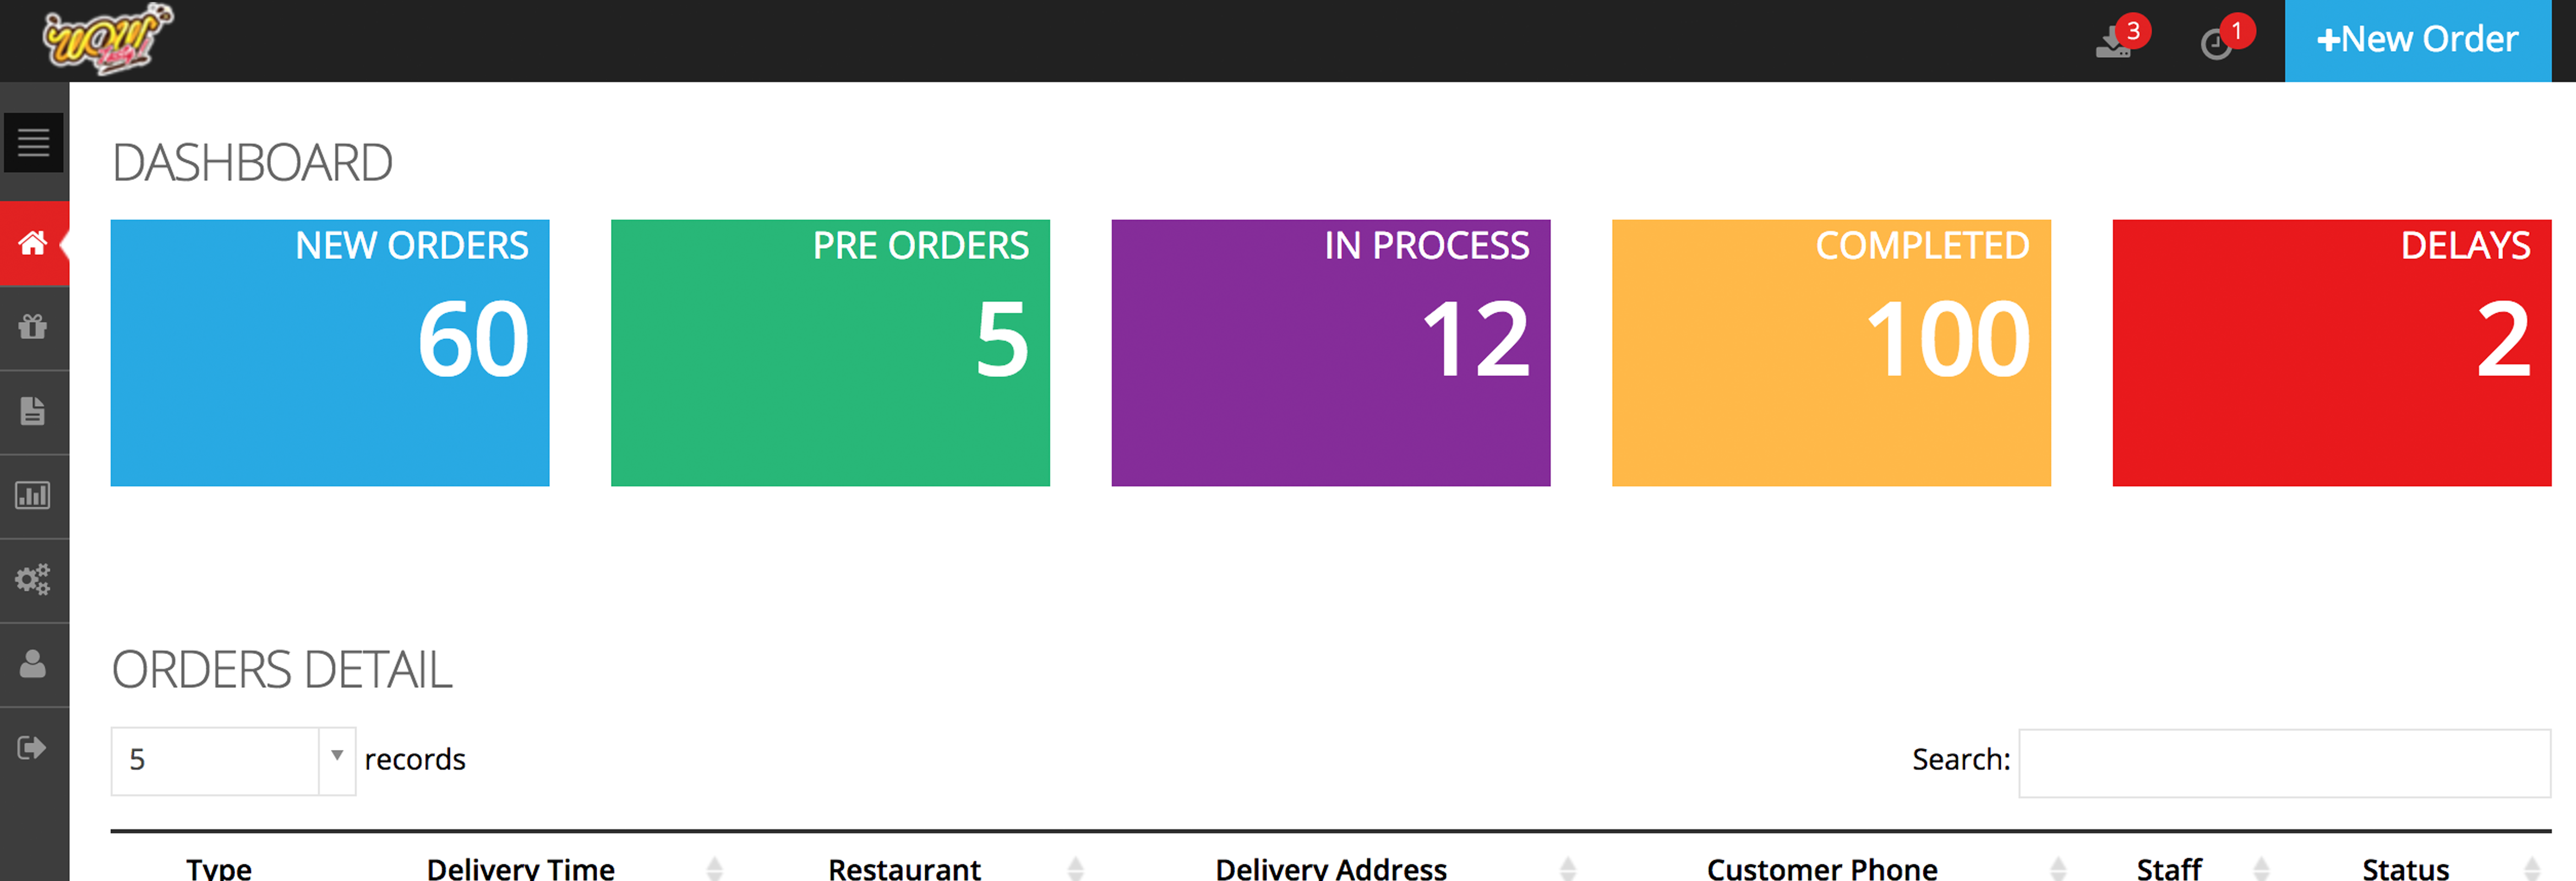 WOW
3
1
+New Order
DASHBOARD
NEW ORDERS
60
PRE ORDERS
5
IN PROCESS
12
COMPLETED
100
DELAYS
2
ORDERS DETAIL
5 records
Search:
Type Delivery Time Restaurant Delivery Address Customer Phone Staff Status